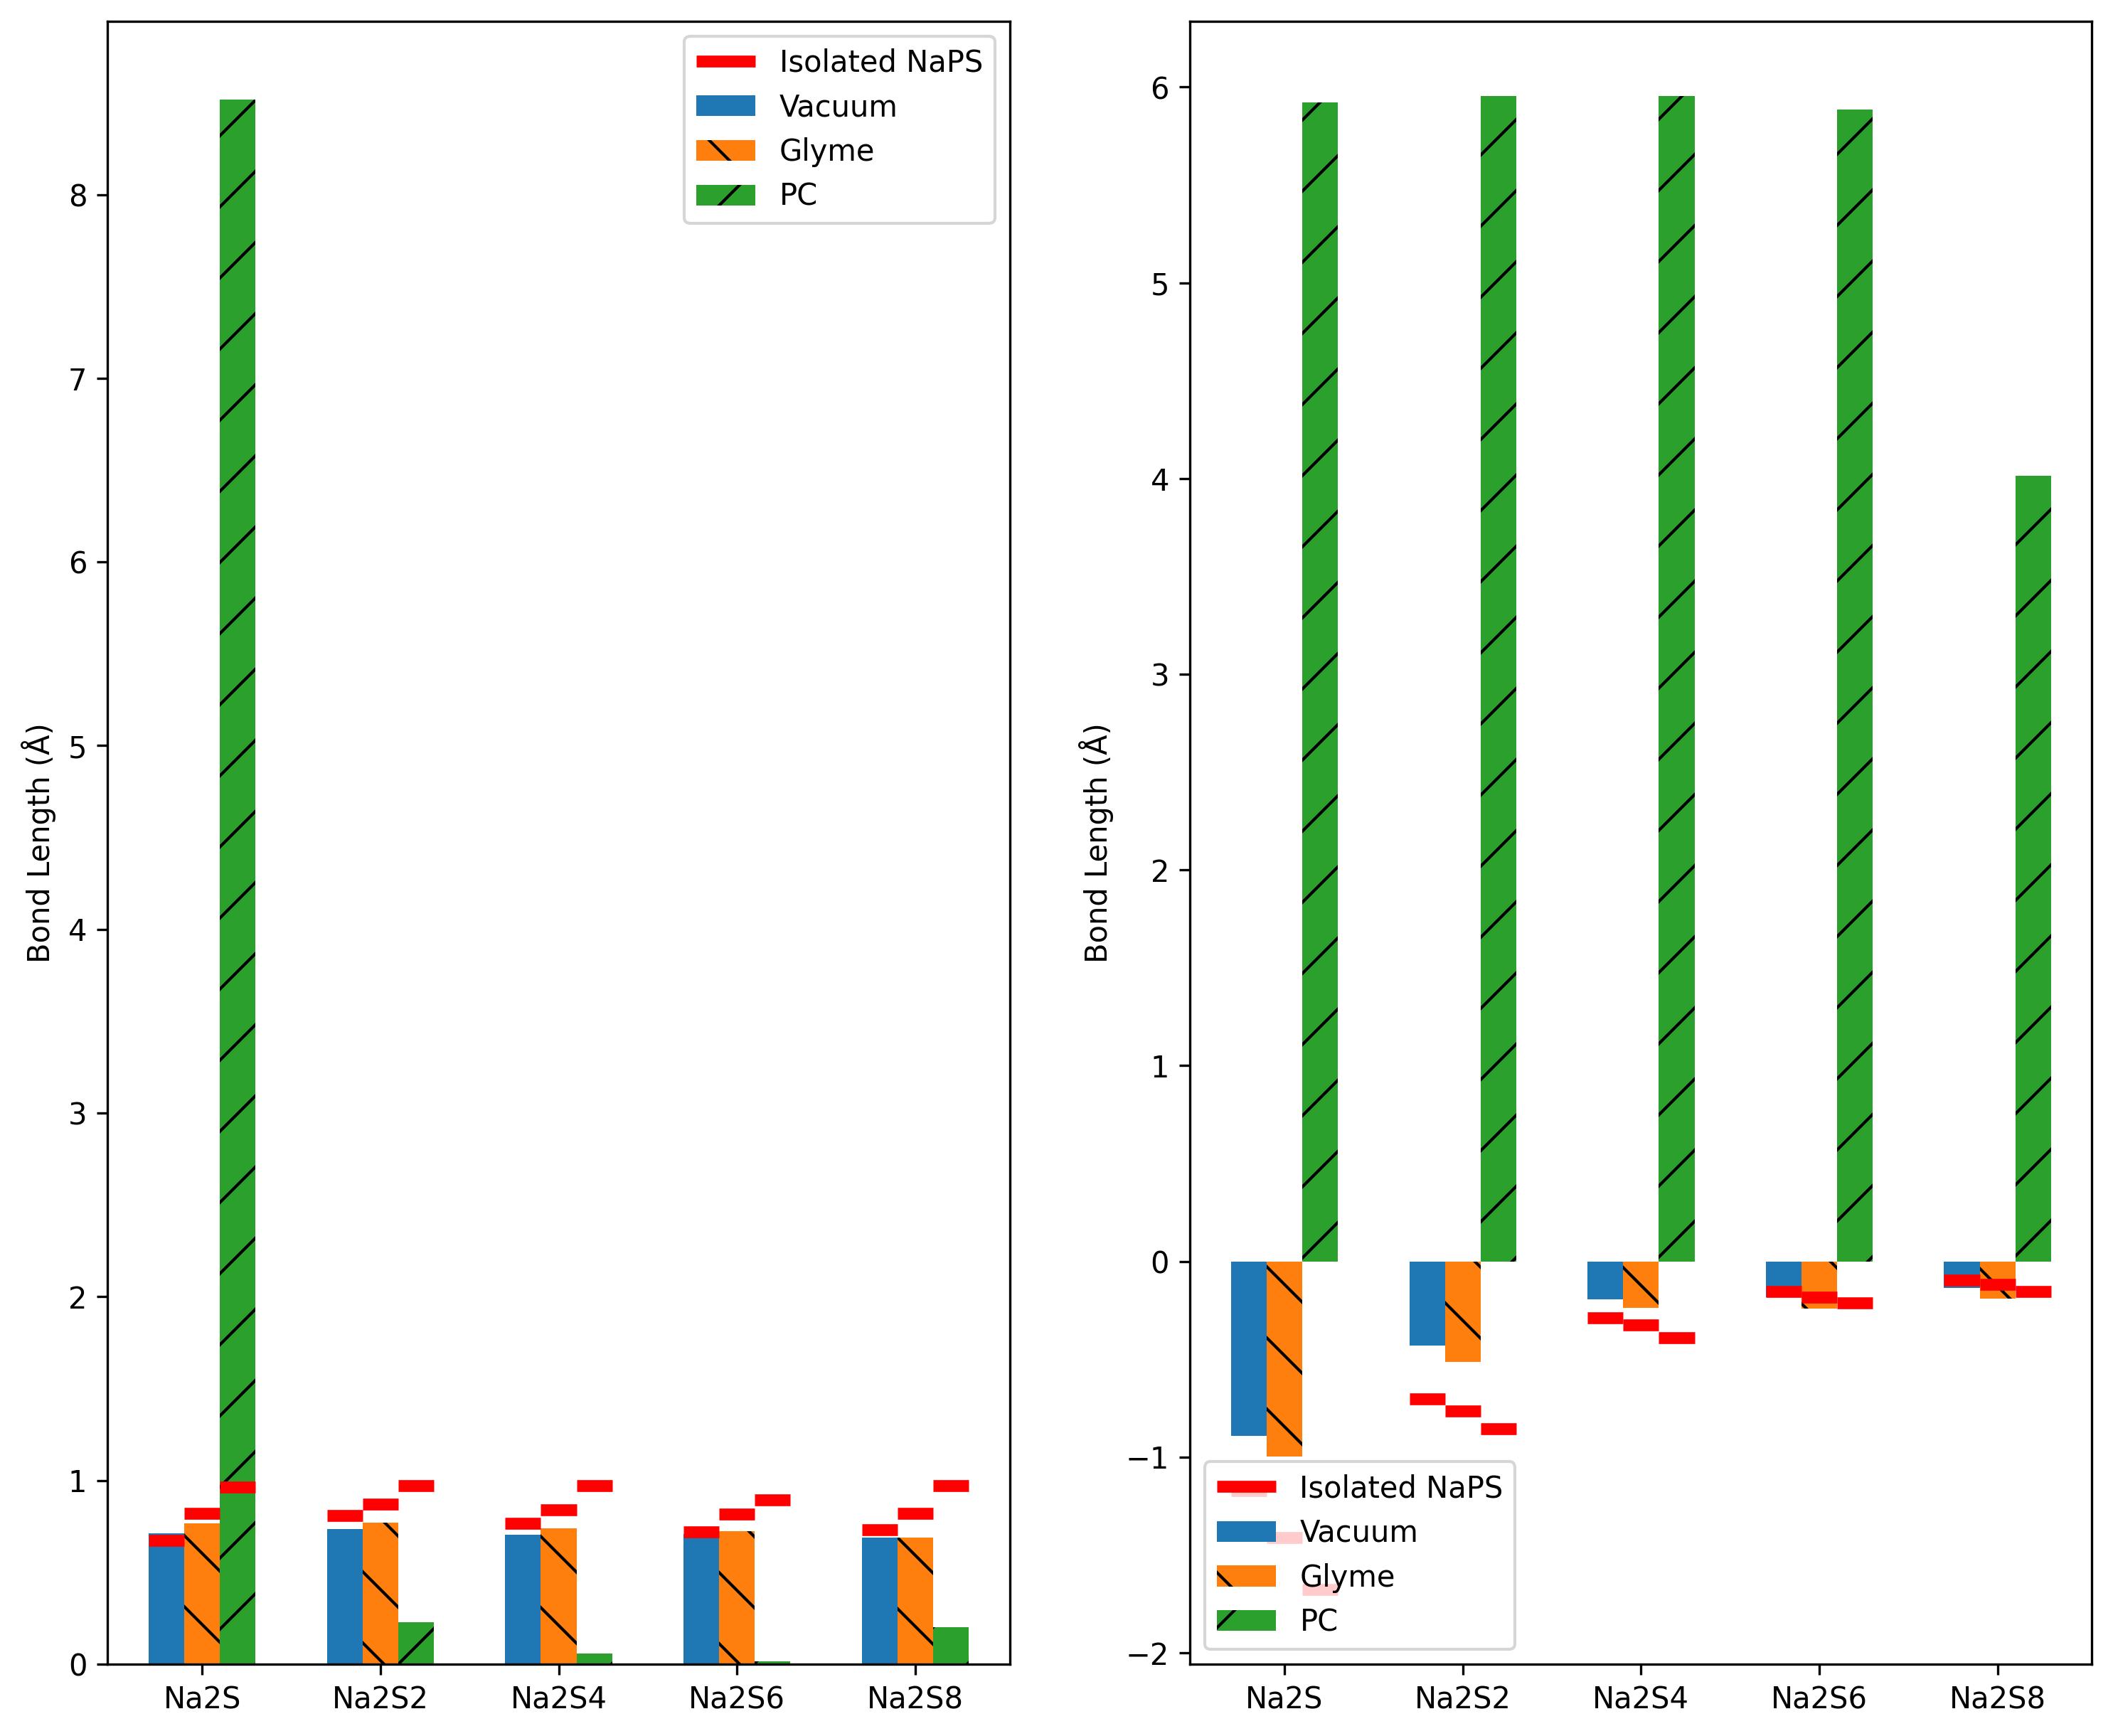 Bond Length (Å)
8
7
6
5
4
3
2
1
0
Na2S Na2S2 Na2S4 Na2S6 Na2S8
Isolated NaPS
Vacuum
Glyme
PC
Bond Length (Å)
6
5
4
3
2
1
0
−1
−2
Na2S Na2S2 Na2S4 Na2S6 Na2S8
Isolated NaPS
Vacuum
Glyme
PC